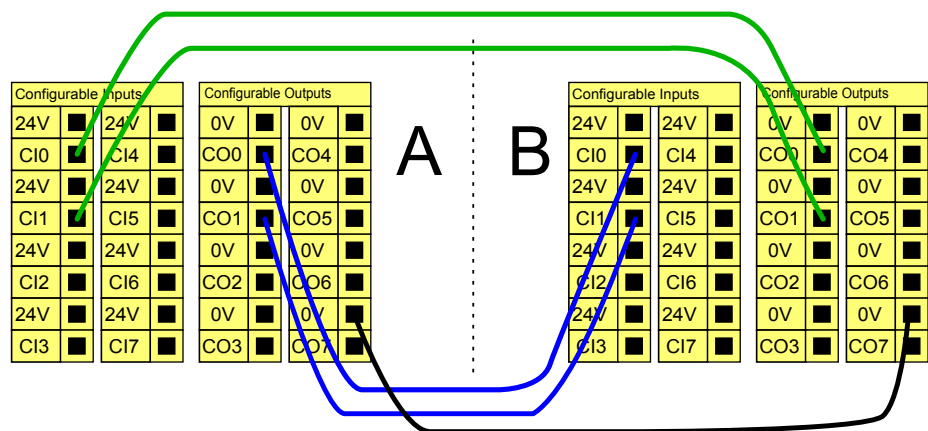 Configurable Inputs
24V 24V
CI0 CI4
24V 24V
CI1 CI5
24V 24V
CI2 CI6
24V 24V
CI3 CI7
Configurable Outputs
0V 0V
CO0 CO4
0V 0V
CO1 CO5
0V 0V
CO2 CO6
0V 0V
CO3 CO7
A
B
Configurable Inputs
24V 24V
CI0 CI4
24V 24V
CI1 CI5
24V 24V
CI2 CI6
24V 24V
CI3 CI7
Configurable Outputs
0V 0V
CO0 CO4
0V 0V
CO1 CO5
0V 0V
CO2 CO6
0V 0V
CO3 CO7